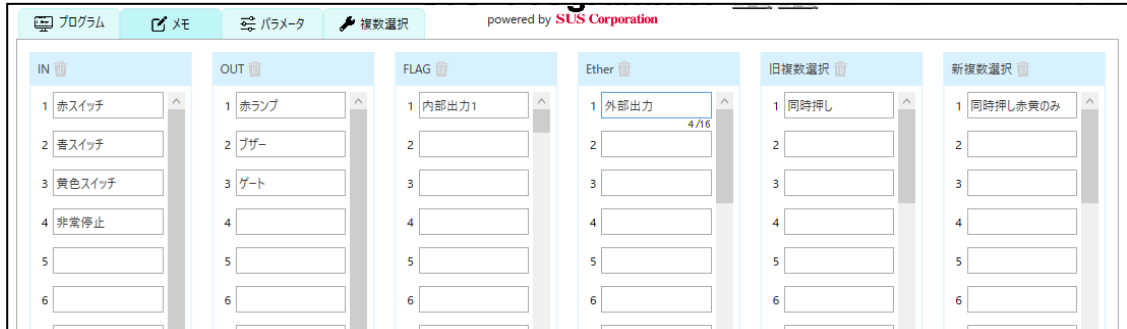 プログラム メモ パラメータ 複数選択 powered by SUS Corporation
IN OUT FLAG Ether 旧複数選択 新複数選択
1 赤スイッチ 1 赤ランプ 1 内部出力1 1 外部出力 1 同時押し 1 同時押し赤黄のみ
4/16
2 青スイッチ 2 ブザー 2 2 2 2
3 黄色スイッチ 3 ゲート 3 3 3 3
4 非常停止 4 4 4 4 4
5 5 5 5 5 5
6 6 6 6 6 6